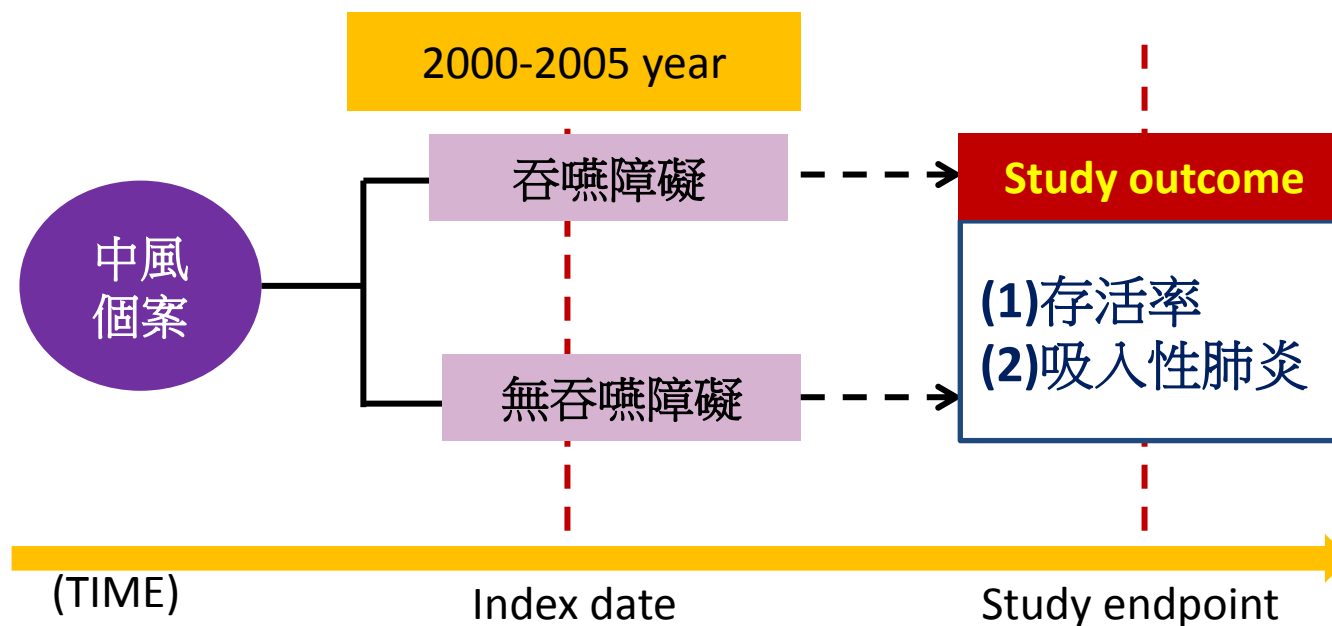 2000-2005 year
吞嚥障礙
Study outcome
中風
個案
(1)存活率
(2)吸入性肺炎
無吞嚥障礙
(TIME)
Index date
Study endpoint